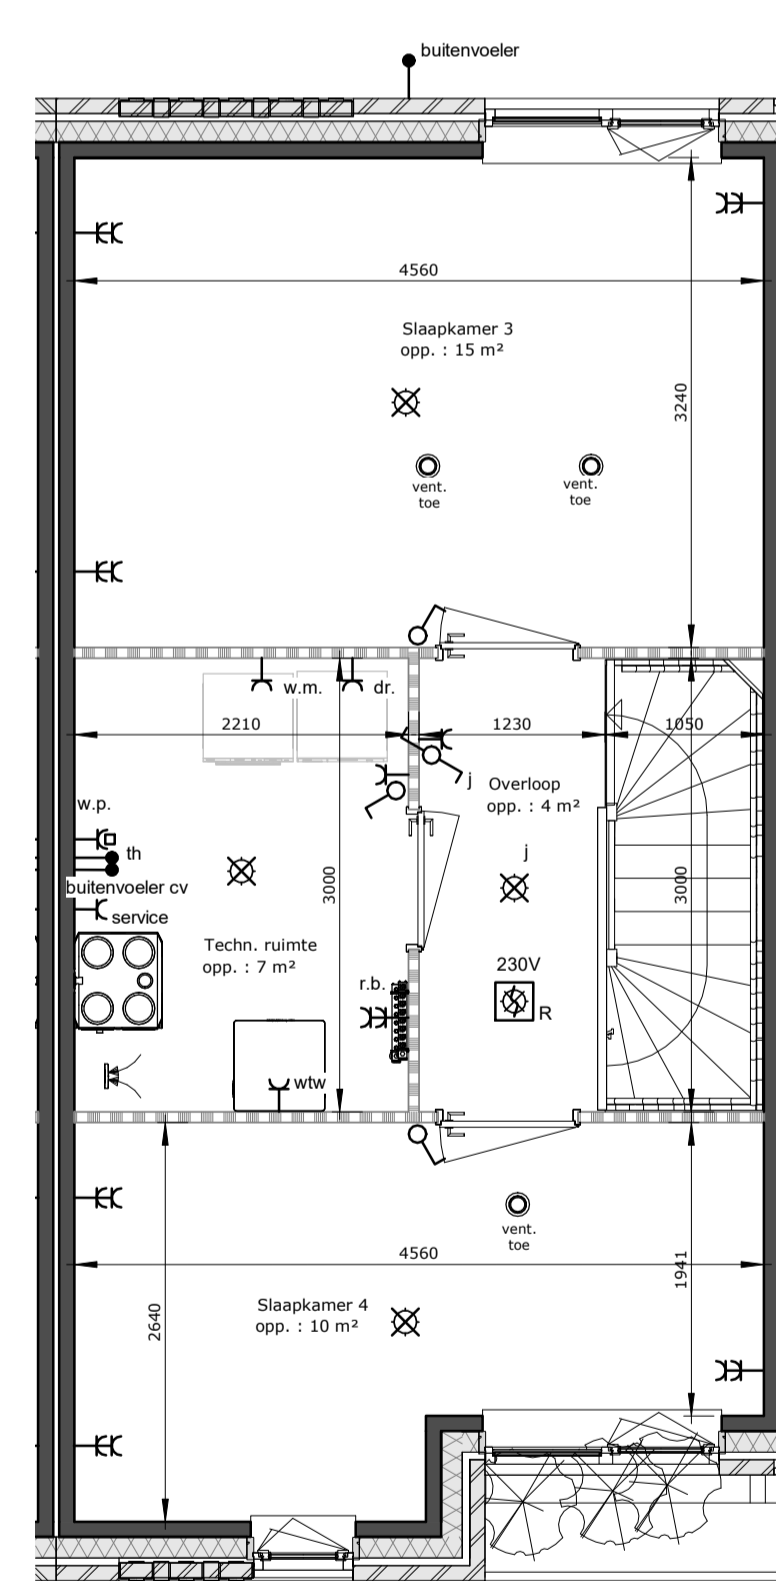 buitenvoeler
4560
Slaapkamer 3
opp. : 15 m²
3240
vent.
toe
vent.
toe
w.m.
dr.
2210
1230
1050
j
Overloop
opp. : 4 m²
w.p.
th
j
buitenvoeler cv
3000
3000
service
Techn. ruimte
opp. : 7 m²
230V
r.b.
R
wtw
vent.
toe
4560
1941
Slaapkamer 4
opp. : 10 m²
2640